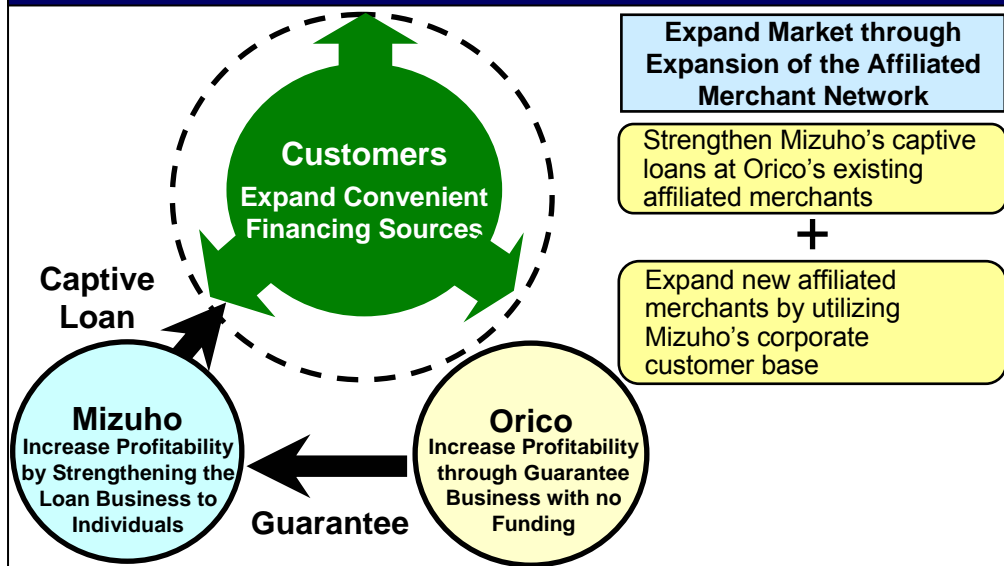 Customers
Expand Convenient
Financing Sources
Captive
Loan
Mizuho
Increase Profitability
by Strengthening the
Loan Business to
Individuals
Guarantee
Orico
Increase Profitability
through Guarantee
Business with no
Funding
Expand Market through
Expansion of the Affiliated
Merchant Network
Strengthen Mizuho's captive
loans at Orico's existing
affiliated merchants
+
Expand new affiliated
merchants by utilizing
Mizuho's corporate
customer base